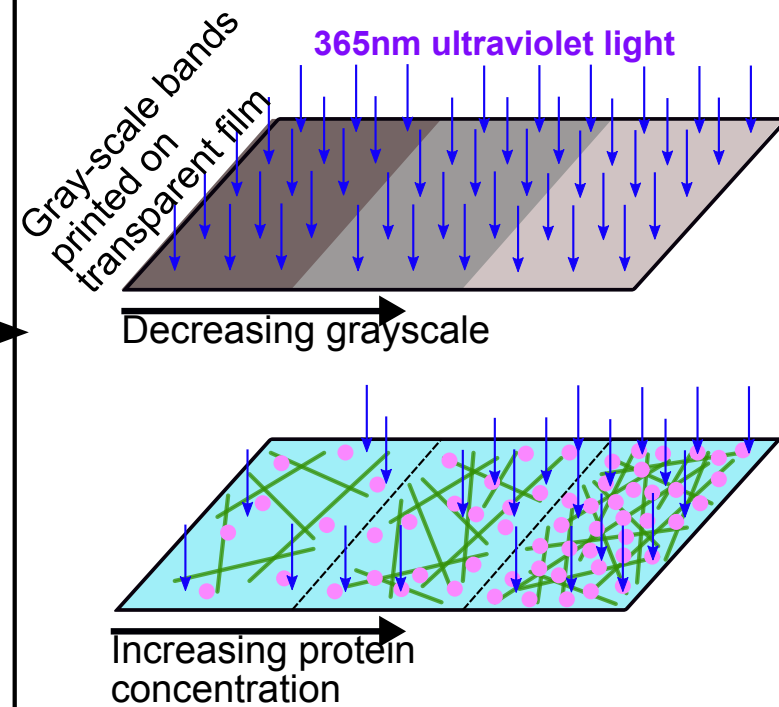 365nm ultraviolet light
Gray-scale bands
printed on
transparent film
Decreasing grayscale
Increasing protein
concentration